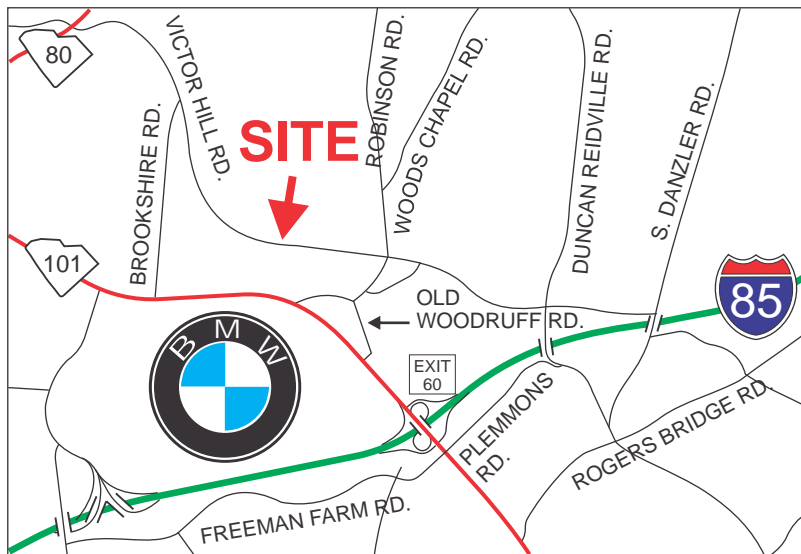 80
VICTOR HILL RD.
ROBINSON RD.
WOODS CHAPEL RD.
DUNCAN REIDVILLE RD.
S. DANZLER RD.
BROOKSHIRE RD.
SITE
101
85
OLD
WOODRUFF RD.
BMW
EXIT
60
PLEMMONS
RD.
ROGERS BRIDGE RD.
FREEMAN FARM RD.